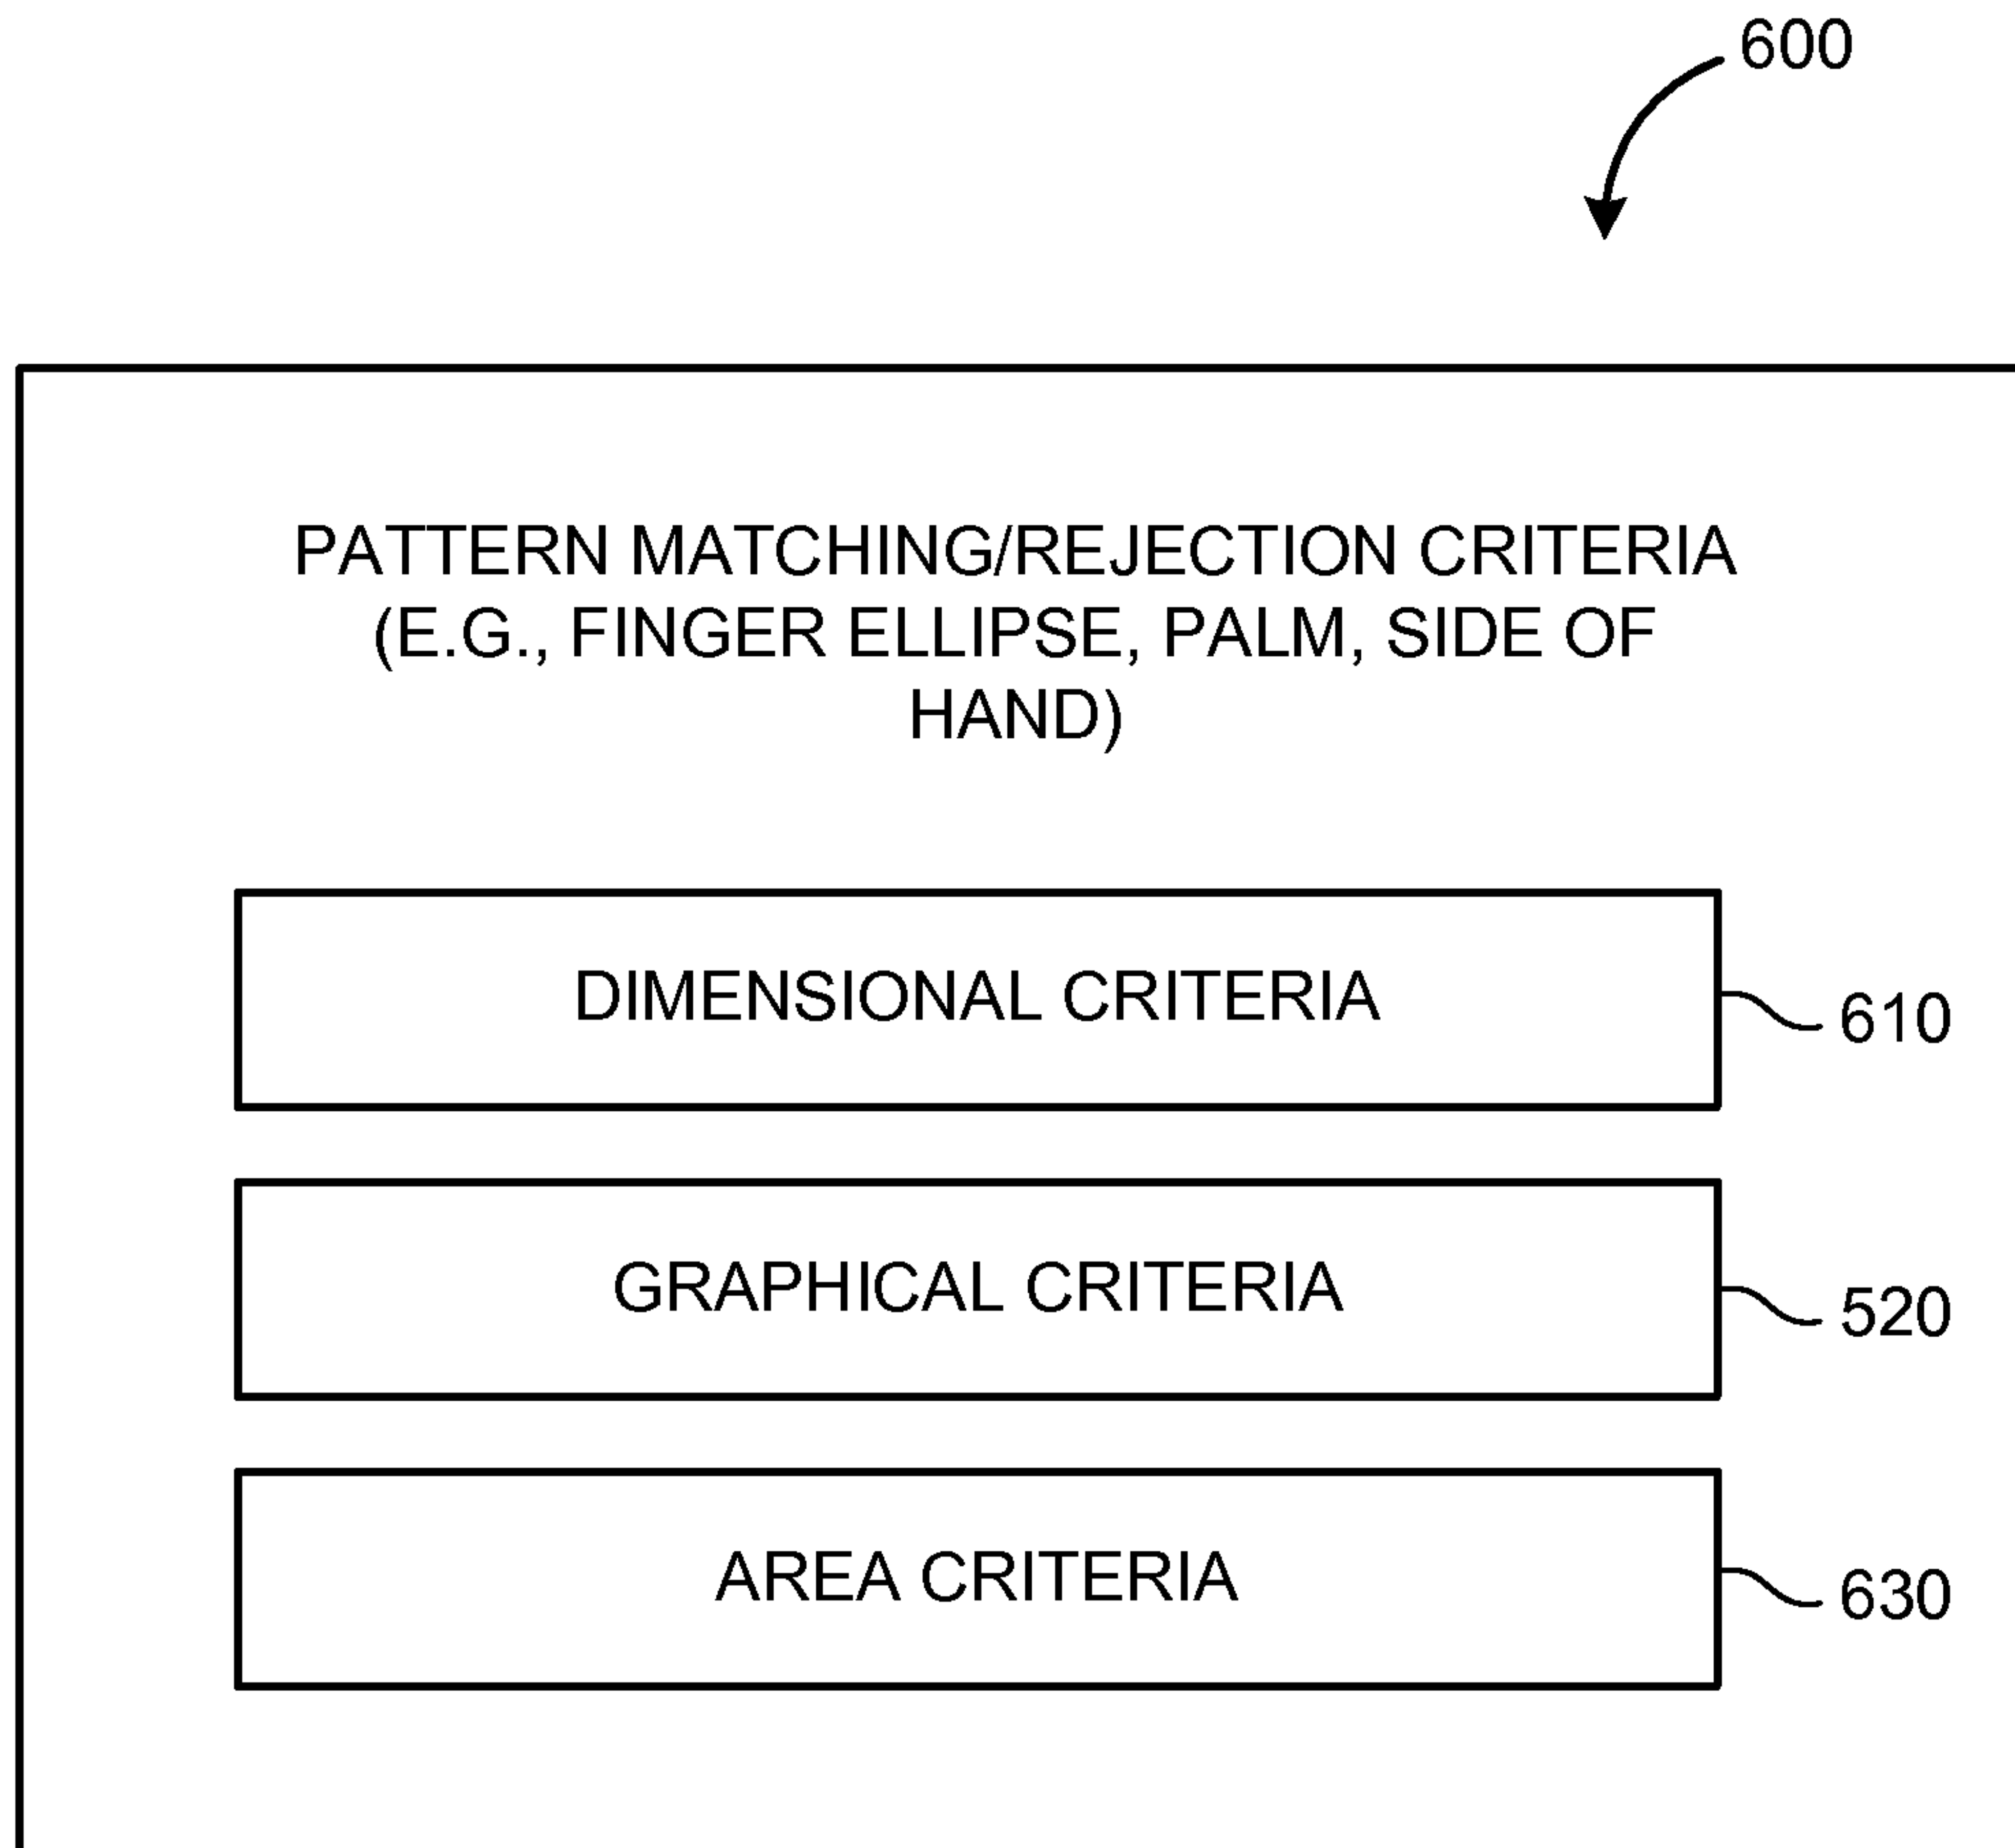 600
PATTERN MATCHING/REJECTION CRITERIA
(E.G., FINGER ELLIPSE, PALM, SIDE OF
HAND)
DIMENSIONAL CRITERIA
610
GRAPHICAL CRITERIA
520
AREA CRITERIA
630